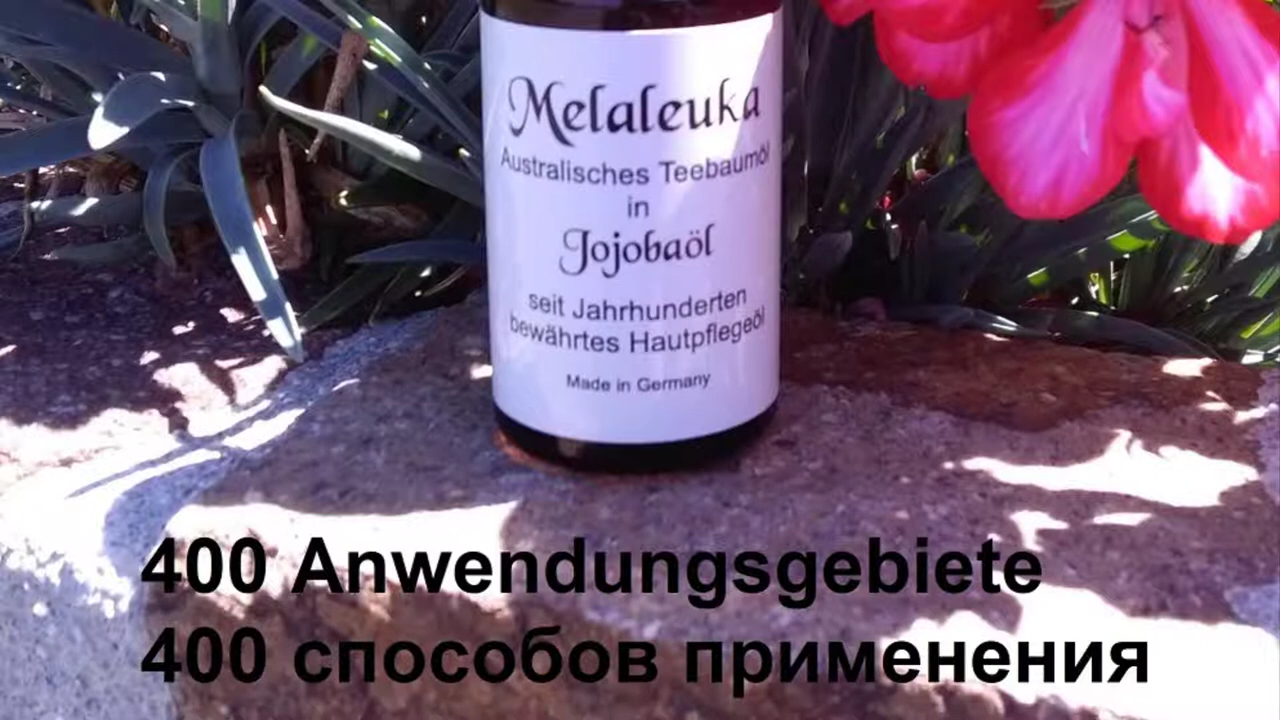 Melaleuka
Australisches Teebaumöl
in
Jojobaöl
seit Jahrhunderten
bewährtes Hautpflegeöl
Made in Germany
400 Anwendungsgebiete
400 способов применения